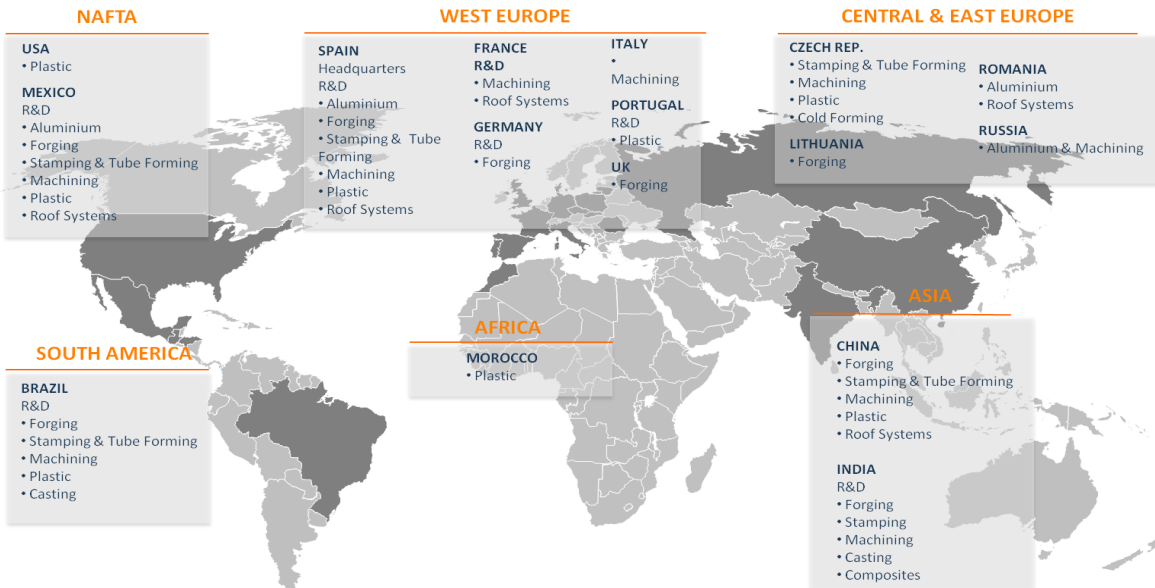 NAFTA
USA
• Plastic
MEXICO
R&D
• Aluminium
• Forging
• Stamping & Tube Forming
• Machining
• Plastic
• Roof Systems
WEST EUROPE
SPAIN
Headquarters
R&D
• Aluminium
• Forging
• Stamping & Tube
Forming
• Machining
• Plastic
• Roof Systems
FRANCE
R&D
• Machining
• Roof Systems
GERMANY
R&D
• Forging
ITALY
•
Machining
PORTUGAL
R&D
• Plastic
UK
• Forging
CENTRAL & EAST EUROPE
CZECH REP.
• Stamping & Tube Forming
• Machining
• Plastic
• Cold Forming
LITHUANIA
• Forging
ROMANIA
• Aluminium
• Roof Systems
RUSSIA
• Aluminium & Machining
SOUTH AMERICA
BRAZIL
R&D
• Forging
• Stamping & Tube Forming
• Machining
• Plastic
• Casting
AFRICA
MOROCCO
• Plastic
ASIA
CHINA
• Forging
• Stamping & Tube Forming
• Machining
• Plastic
• Roof Systems
INDIA
R&D
• Forging
• Stamping
• Machining
• Casting
• Composites